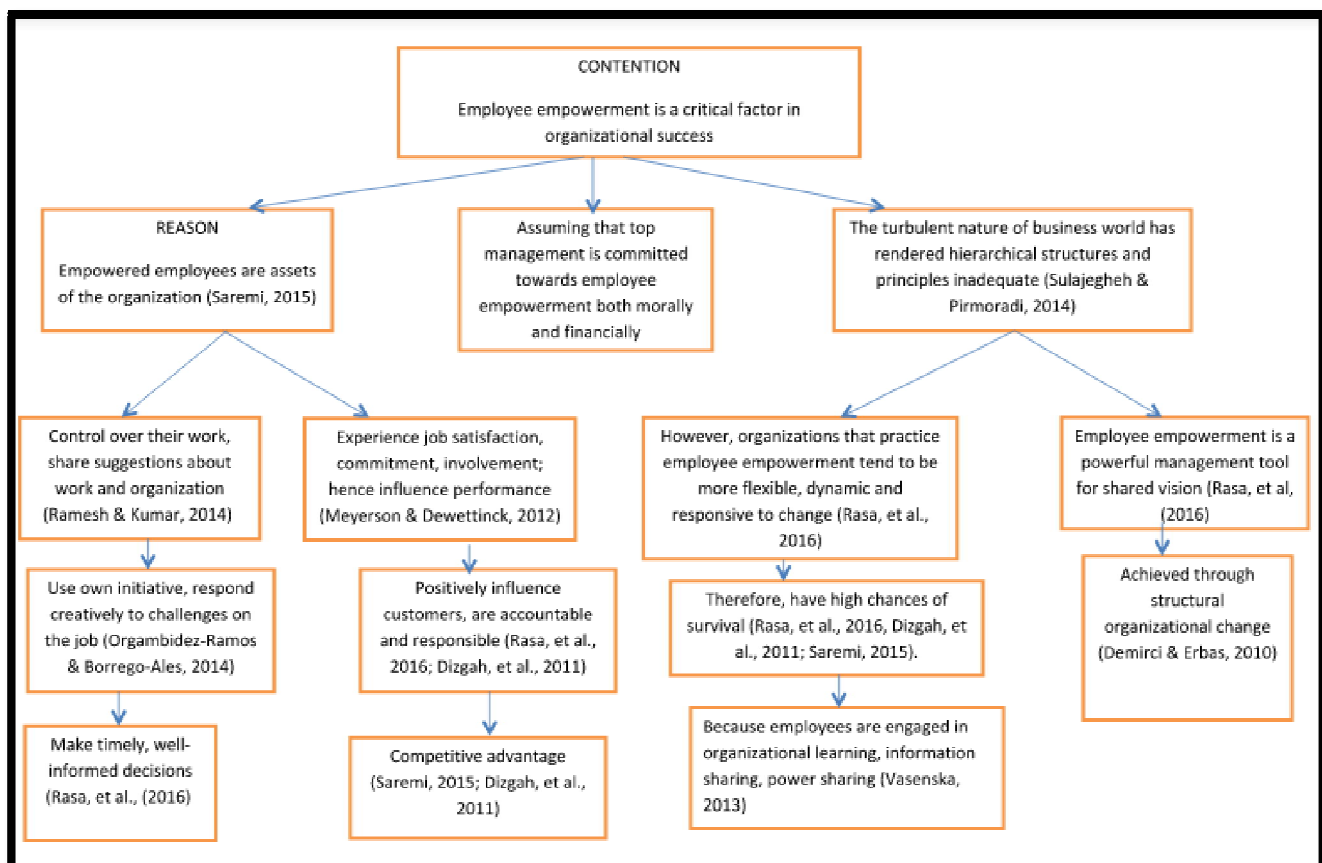 CONTENTION
Employee empowerment is a critical factor in
organizational success
REASON
Empowered employees are assets
of the organization (Saremi, 2015)
Assuming that top
management is committed
towards employee
empowerment both morally
and financially
The turbulent nature of business world has
rendered hierarchical structures and
principles inadequate (Sulajegheh &
Pirmoradi, 2014)
Control over their work,
share suggestions about
work and organization
(Ramesh & Kumar, 2014)
Experience job satisfaction,
commitment, involvement;
hence influence performance
(Meyerson & Dewettinck, 2012)
However, organizations that practice
employee empowerment tend to be
more flexible, dynamic and
responsive to change (Rasa, et al.,
2016)
Employee empowerment is a
powerful management tool
for shared vision (Rasa, et al,
(2016)
Use own initiative, respond
creatively to challenges on
the job (Orgambidez-Ramos
& Borrego-Ales, 2014)
Positively influence
customers, are accountable
and responsible (Rasa, et al.,
2016; Dizgah, et al., 2011)
Therefore, have high chances of
survival (Rasa, et al., 2016, Dizgah, et
al., 2011; Saremi, 2015).
Achieved through
structural
organizational change
(Demirci & Erbas, 2010)
Make timely, well-
informed decisions
(Rasa, et al., (2016)
Competitive advantage
(Saremi, 2015; Dizgah, et al.,
2011)
Because employees are engaged in
organizational learning, information
sharing, power sharing (Vasenska,
2013)